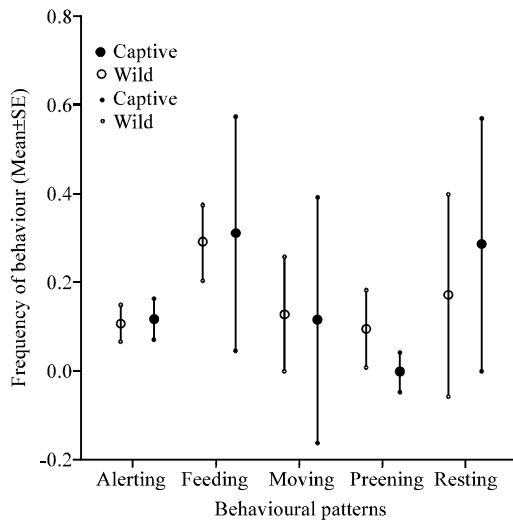 0.8
Captive
Wild
Captive
Wild
0.6
0.4
0.2
0.0
-0.2
Frequency of behaviour (Mean±SE)
Alerting Feeding Moving Preening Resting
Behavioural patterns